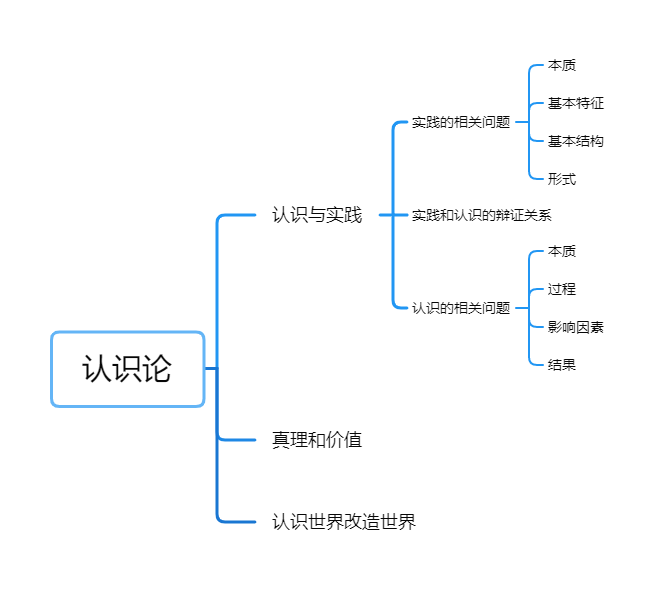 认识论
认识与实践
实践的相关问题
本质
基本特征
基本结构
形式
实践和认识的辩证关系
认识的相关问题
本质
过程
影响因素
结果
真理和价值
认识世界改造世界